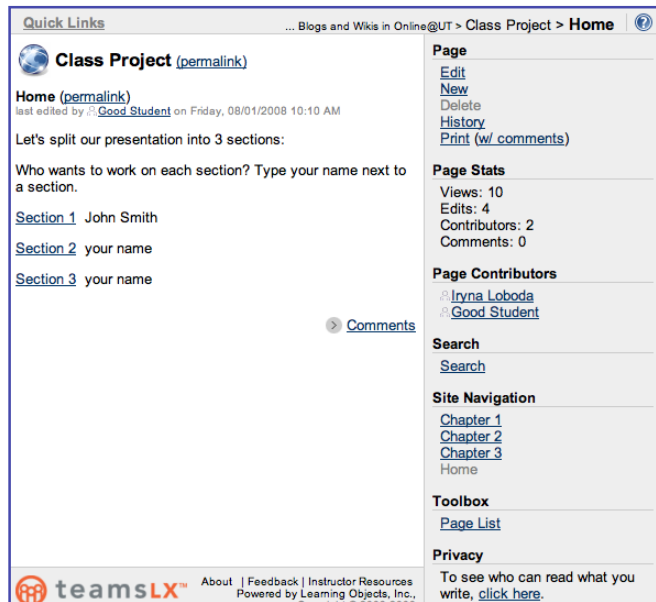 Quick Links
... Blogs and Wikis in Online@UT > Class Project > Home ?
Class Project (permalink)
Home (permalink)
last edited by Good Student on Friday, 08/01/2008 10:10 AM
Let's split our presentation into 3 sections:
Who wants to work on each section? Type your name next to
a section.
Section 1 John Smith
Section 2 your name
Section 3 your name
Comments
Page
Edit
New
Delete
History
Print (w/ comments)
Page Stats
Views: 10
Edits: 4
Contributors: 2
Comments: 0
Page Contributors
Iryna Loboda
Good Student
Search
Search
Site Navigation
Chapter 1
Chapter 2
Chapter 3
Home
Toolbox
Page List
Privacy
To see who can read what you
write, click here.
teamsLX™
About | Feedback | Instructor Resources
Powered by Learning Objects, Inc.,